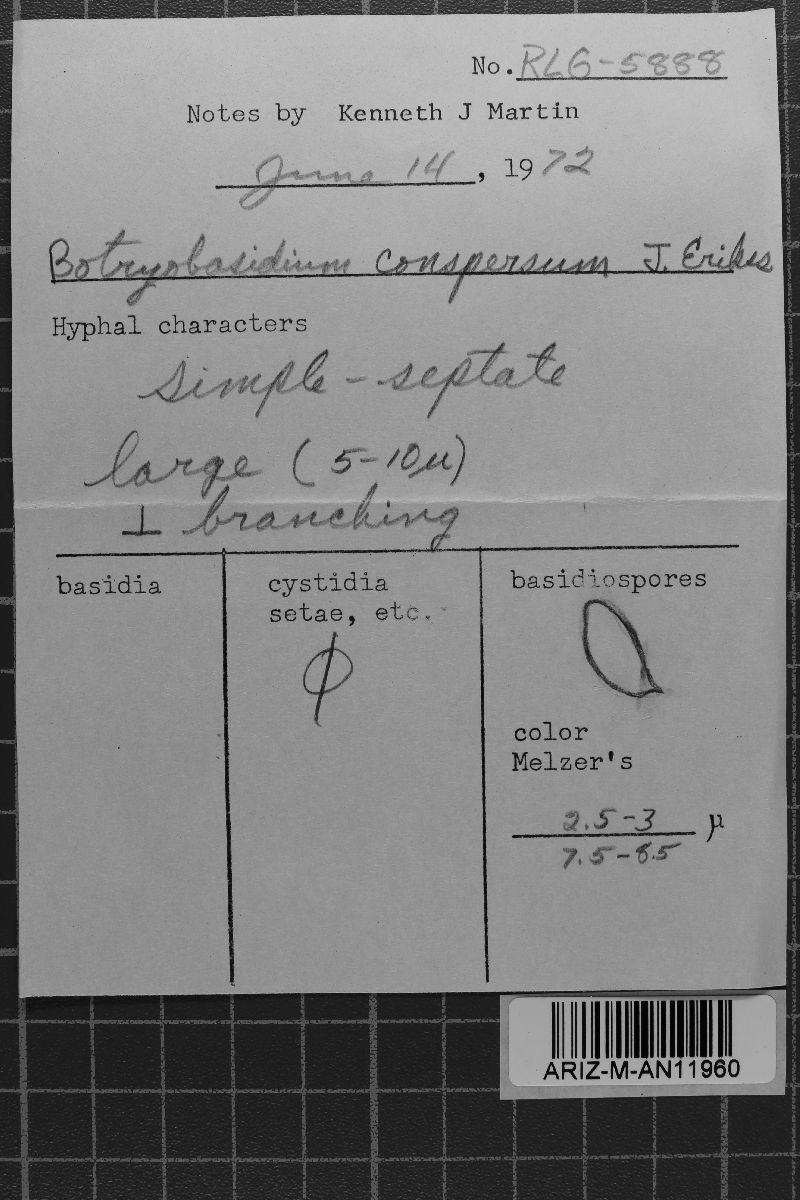 No. RLG-5888
Notes by Kenneth J Martin
June 14, 1972
Botryobasidium conspersum J. Eriks
Hyphal characters
simple-septate
large (5-10µ)
⊥ branching
basidia
cystidia
setae, etc.
ϕ
basidiospores
color
Melzer's
2.5-3 µ
7.5-8.5
ARIZ-M-AN11960